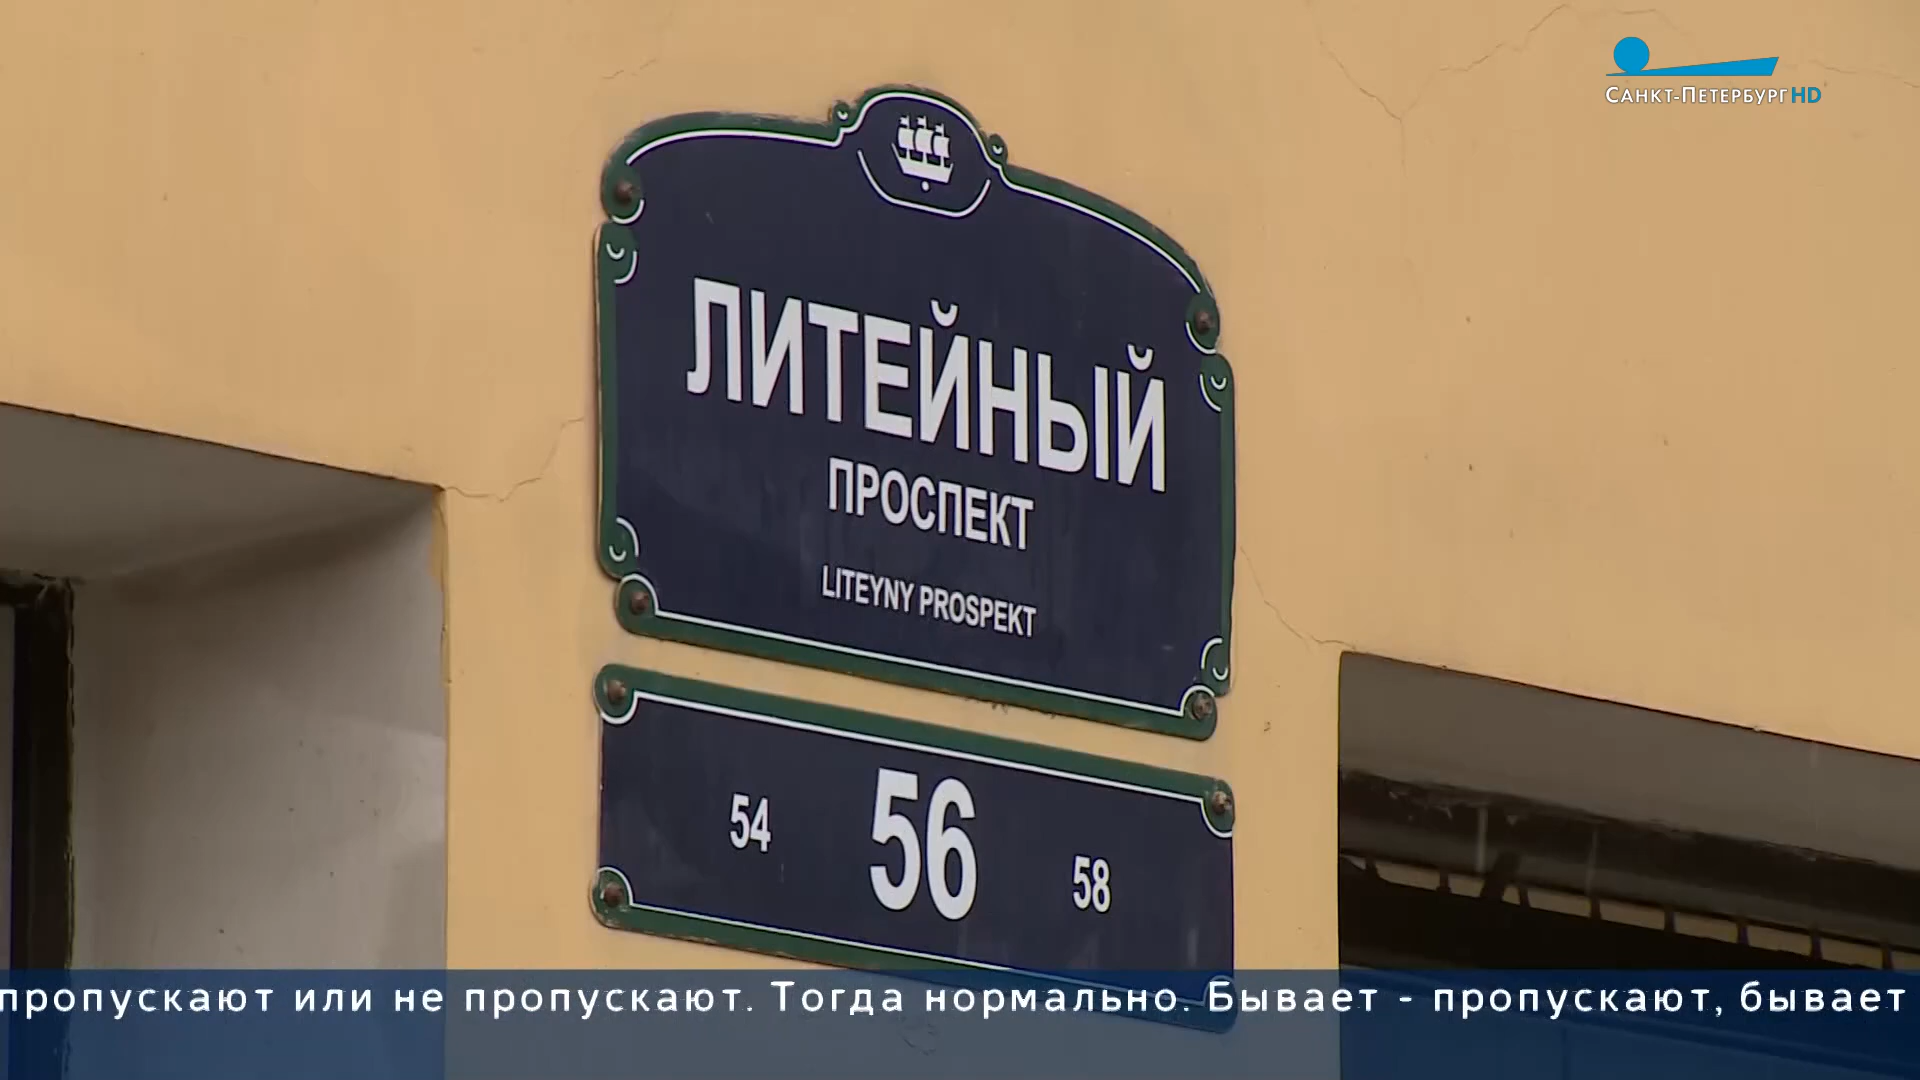 САНКТ-ПЕТЕРБУРГ HD
ЛИТЕЙНЫЙ
ПРОСПЕКТ
LITEYNY PROSPEKT
54 56 58
пропускают или не пропускают. Тогда нормально. Бывает - пропускают, бывает